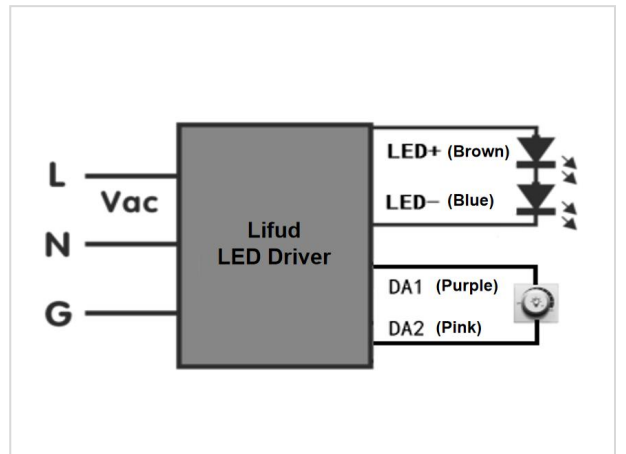 L
Vac
N
G
Lifud
LED Driver
LED+ (Brown)
LED− (Blue)
DA1 (Purple)
DA2 (Pink)